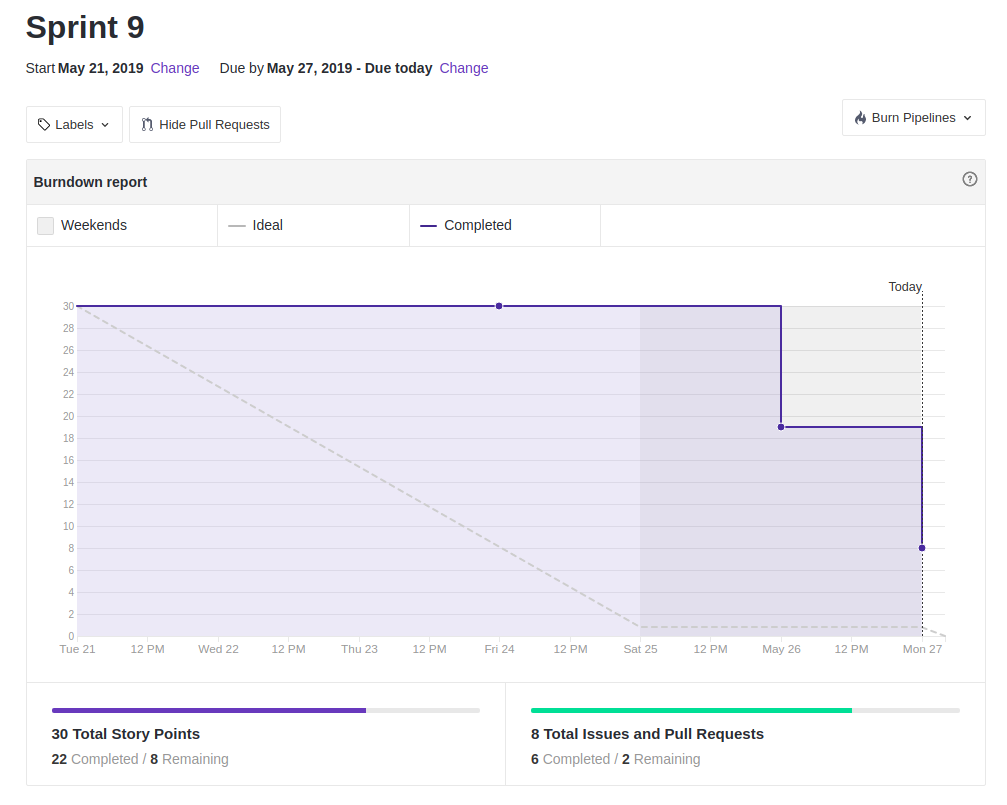 Sprint 9
Start May 21, 2019 Change Due by May 27, 2019 - Due today Change
Labels Hide Pull Requests Burn Pipelines
Burndown report
Weekends Ideal Completed
Today
30
28
26
24
22
20
18
16
14
12
10
8
6
4
2
0
Tue 21 12 PM Wed 22 12 PM Thu 23 12 PM Fri 24 12 PM Sat 25 12 PM May 26 12 PM Mon 27
30 Total Story Points
22 Completed / 8 Remaining
8 Total Issues and Pull Requests
6 Completed / 2 Remaining